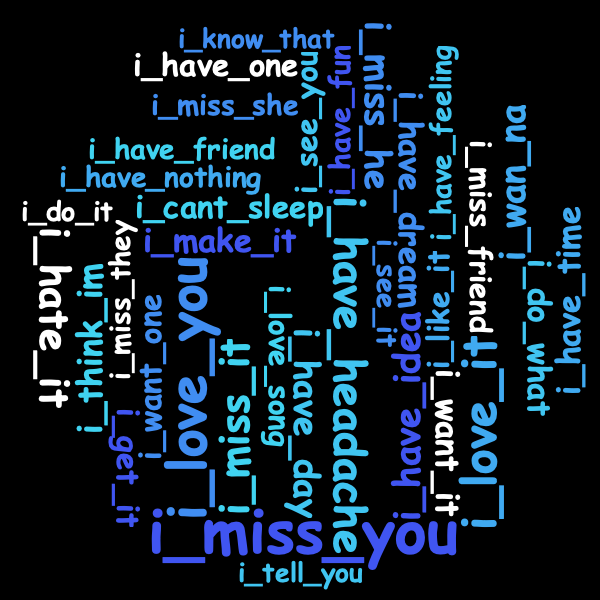 i_know_that
i_have_one
i_miss_she
i_have_friend
i_have_nothing
i_do_it
i_cant_sleep
i_make_it
i_see_you
i_have_fun
i_miss_he
i_have_dream
i_have_feeling
i_miss_friend
i_wan_na
i_have_time
i_do_what
i_like_it
i_see_it
i_hate_it
i_think_im
i_miss_they
i_want_one
i_get_it
i_love_you
i_miss_it
i_love_song
i_have_day
i_have_headache
i_have_idea
i_want_it
i_love_it
i_miss_you
i_tell_you